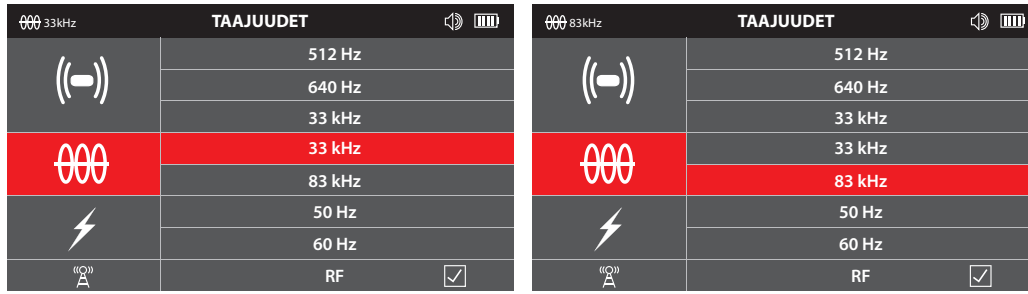 33kHz TAAJUUDET
512 Hz
640 Hz
33 kHz
33 kHz
83 kHz
50 Hz
60 Hz
RF
83kHz TAAJUUDET
512 Hz
640 Hz
33 kHz
33 kHz
83 kHz
50 Hz
60 Hz
RF